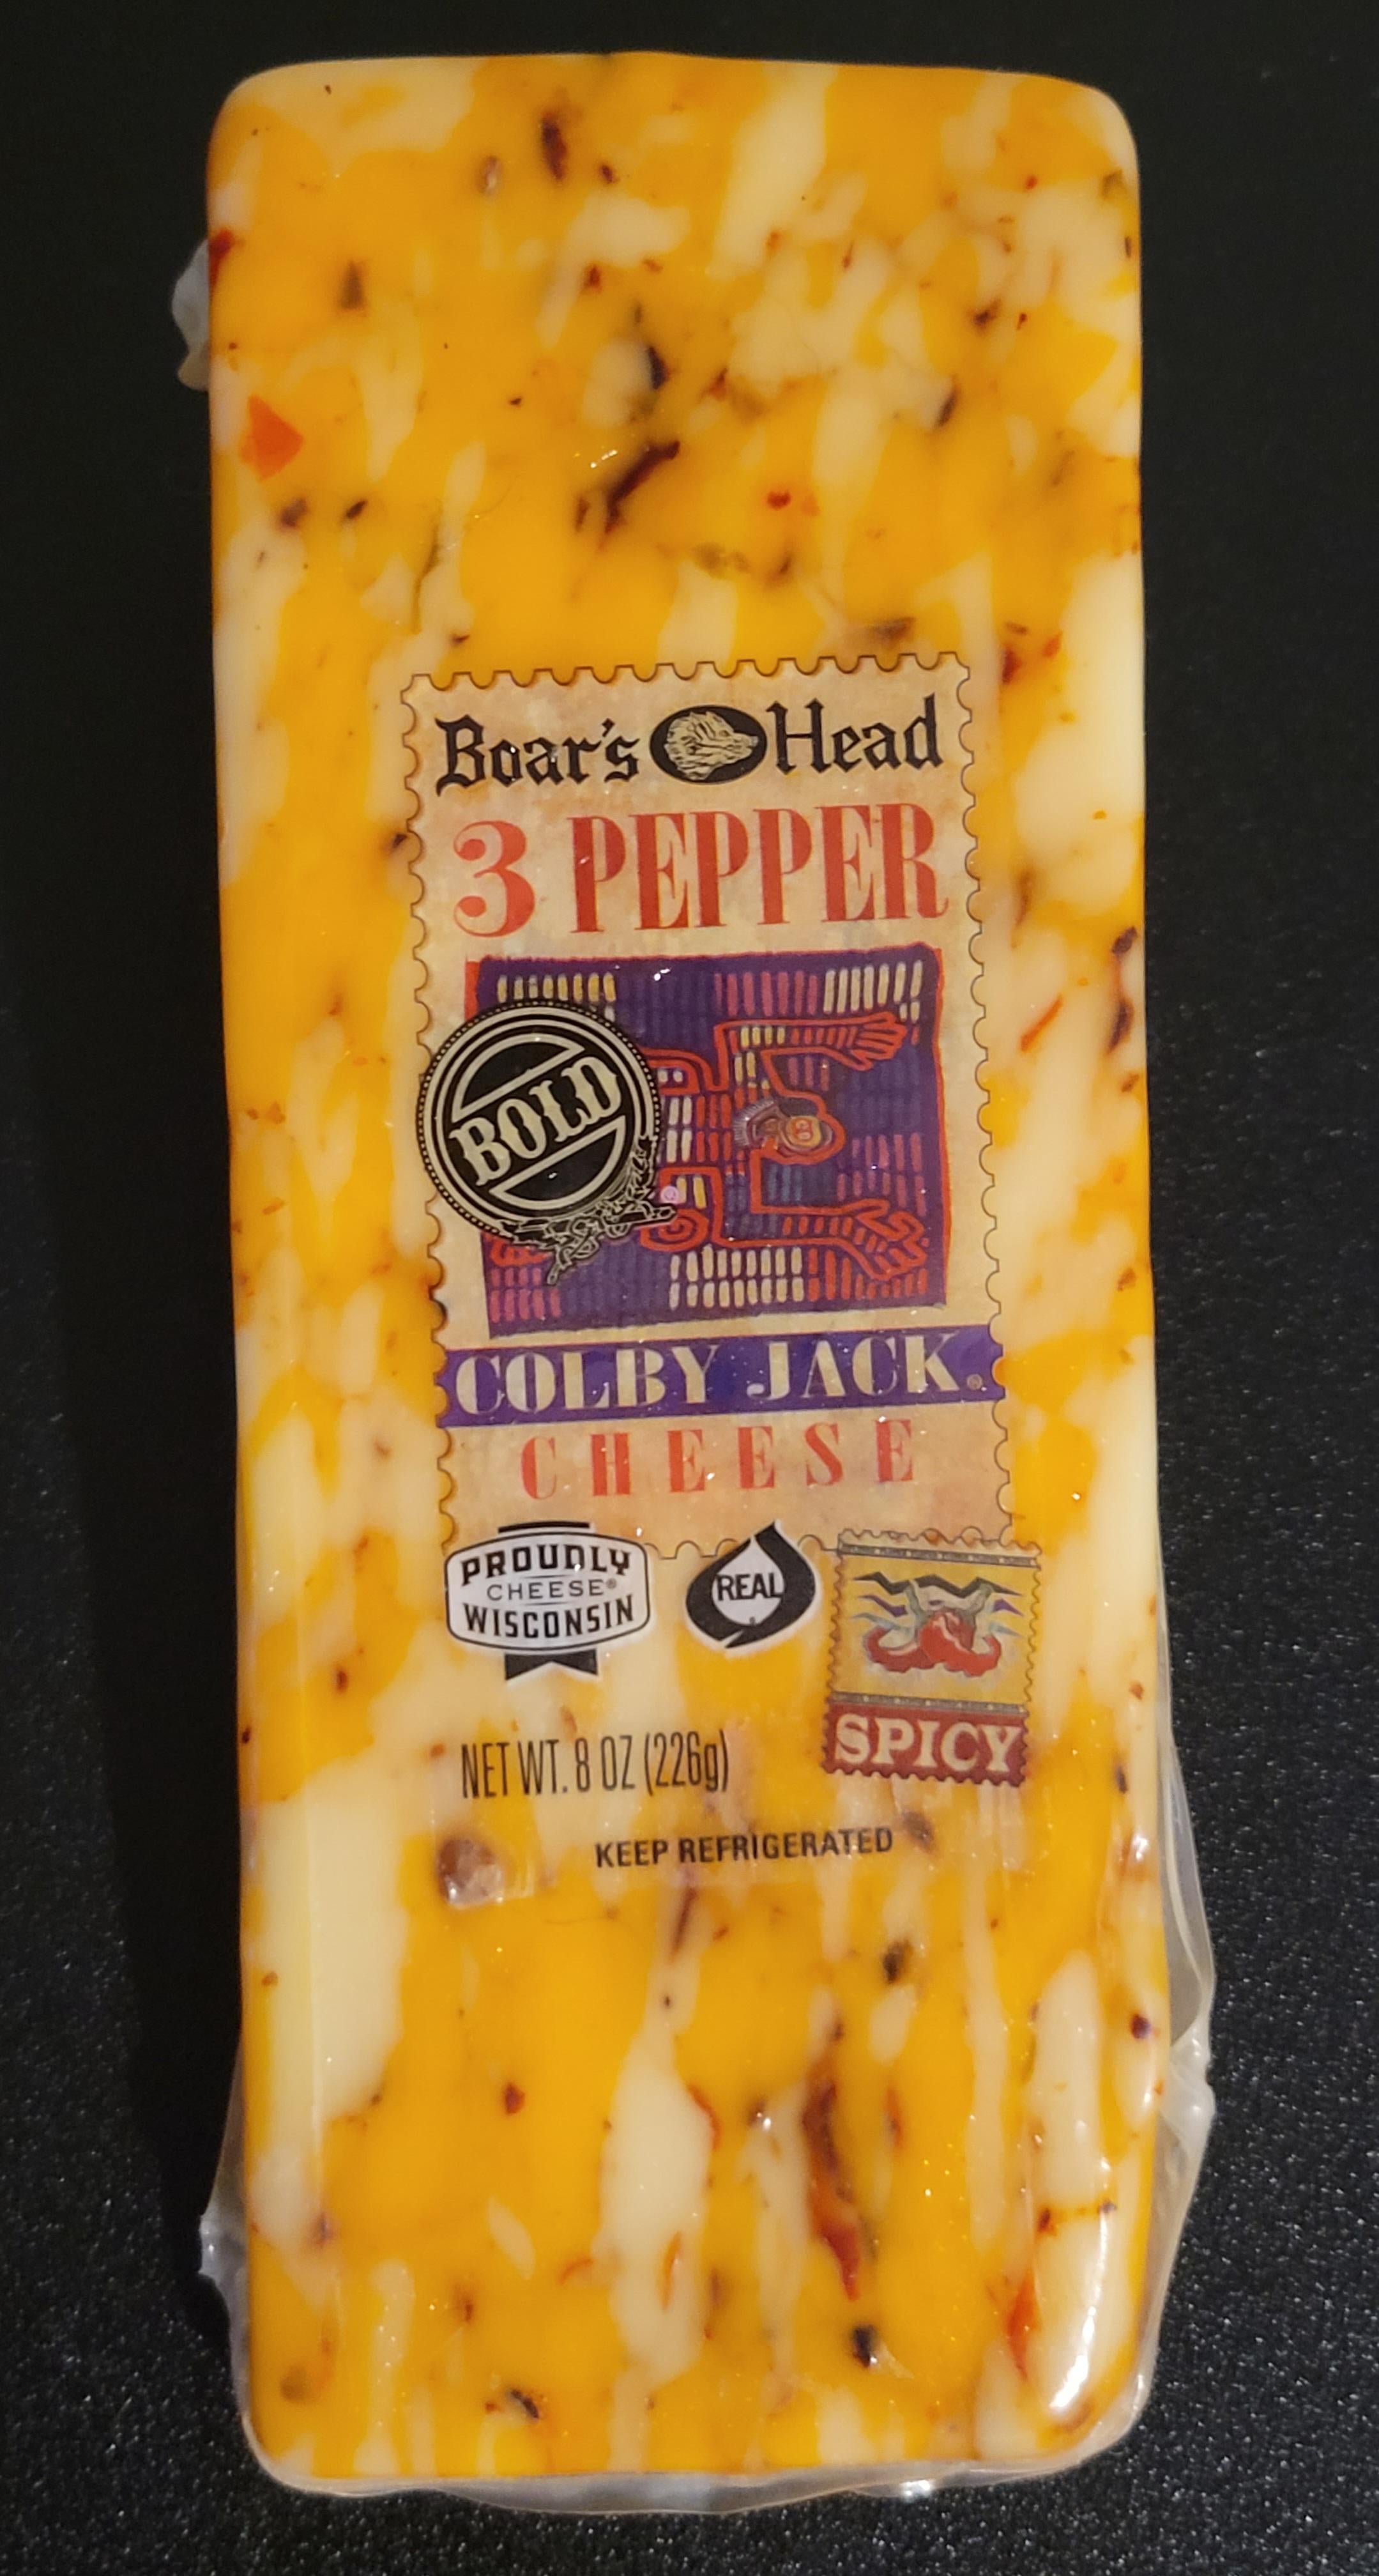 Boar's Head
3 PEPPER
BOLD
COLBY JACK®
CHEESE
PROUDLY
CHEESE®
WISCONSIN
REAL
SPICY
NET WT. 8 OZ (226g)
KEEP REFRIGERATED